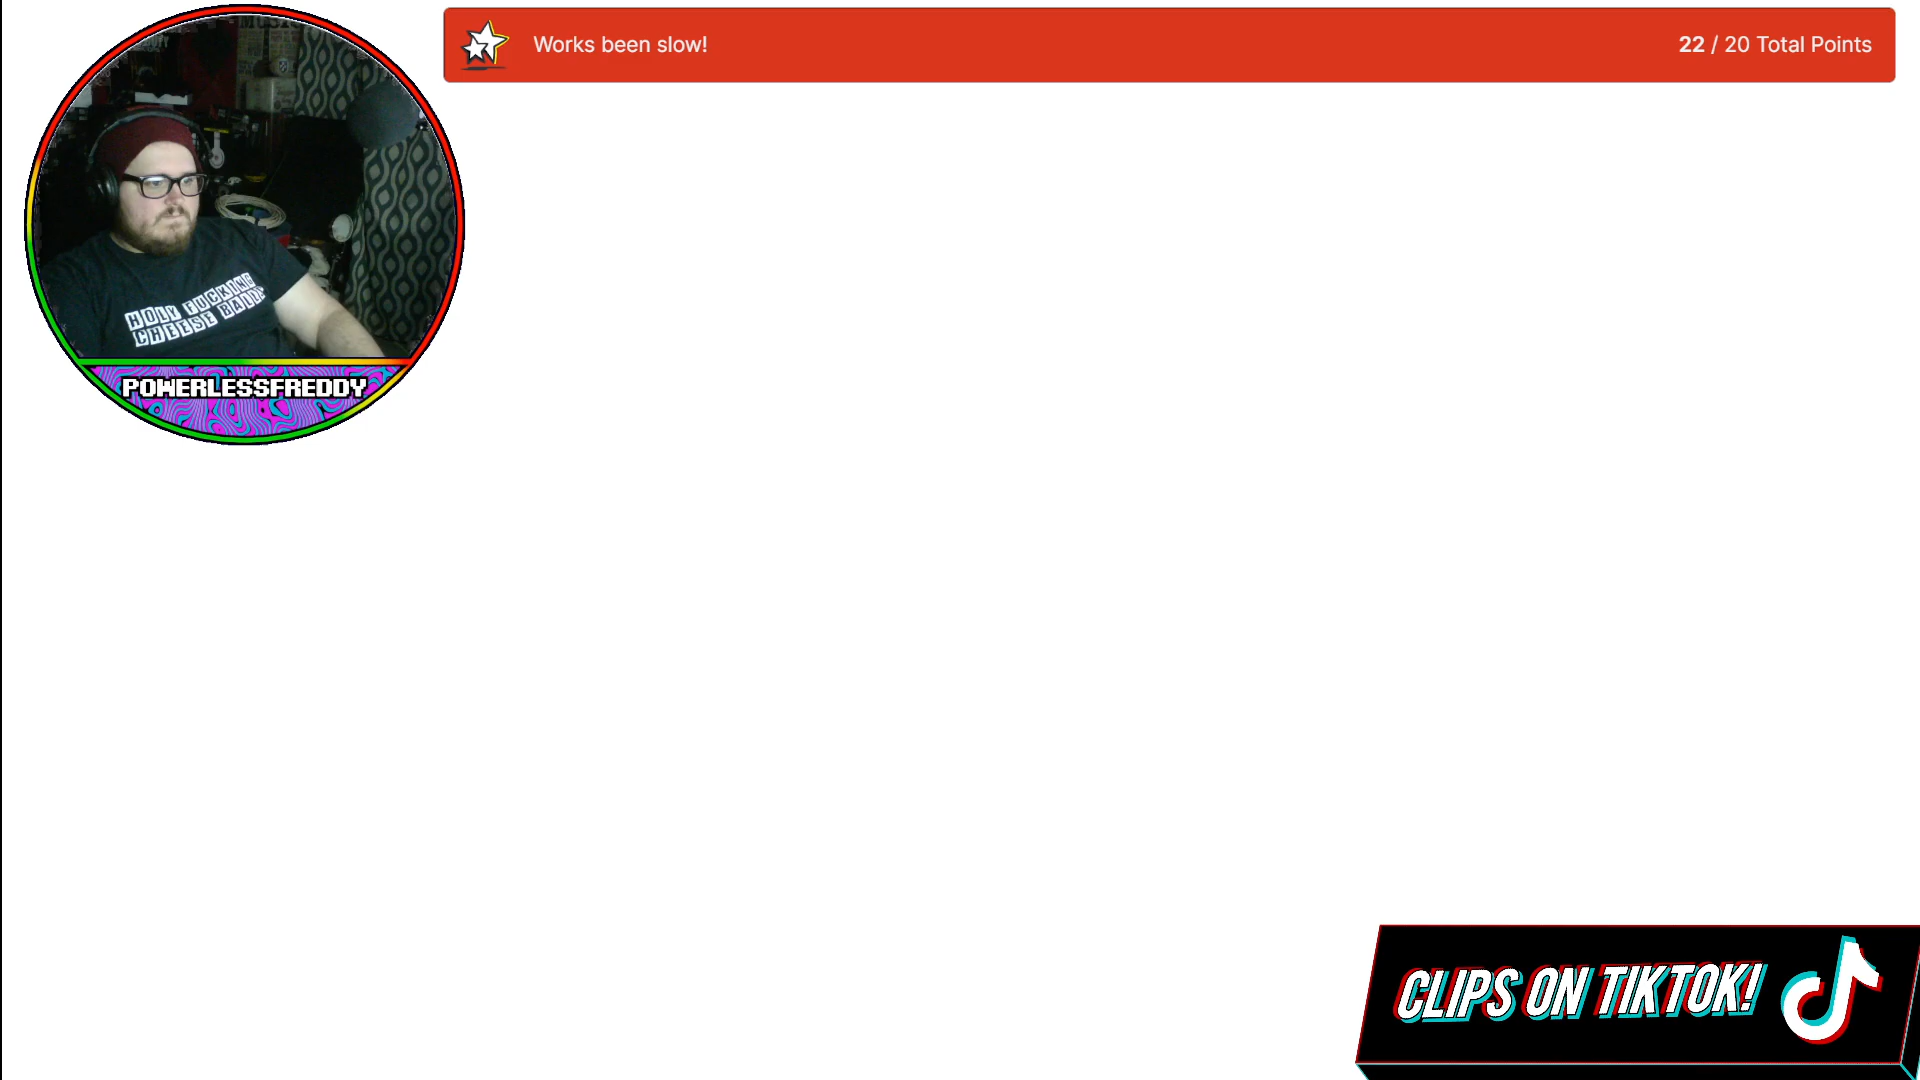 Works been slow!
22 / 20 Total Points
HOLY FUCKING
CHEESE BALLS
POWERLESSFREDDY
CLIPS ON TIKTOK!